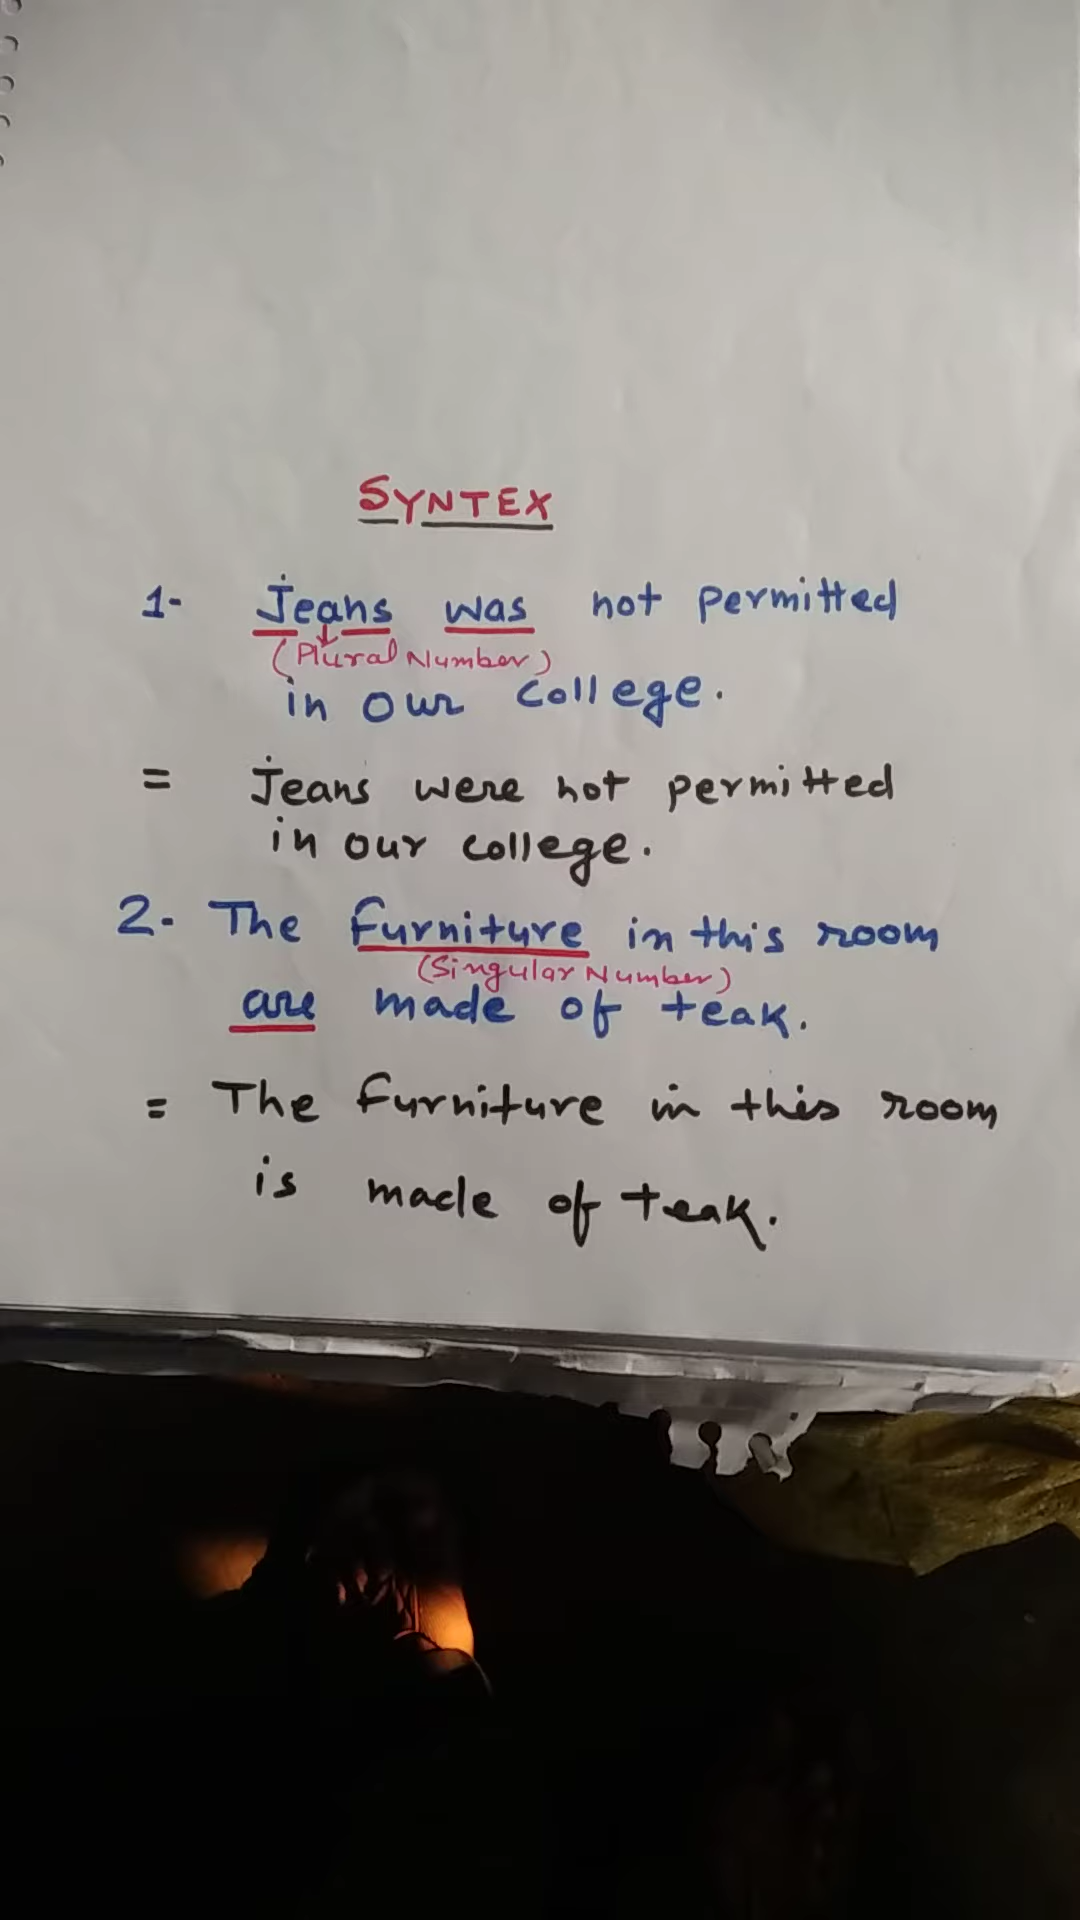 SYNTEX
1- Jeans was not permitted
(Plural Number)
in our college.
= Jeans were not permitted
in our college.
2- The furniture in this room
(Singular Number)
are made of teak.
= The furniture in this room
is made of teak.